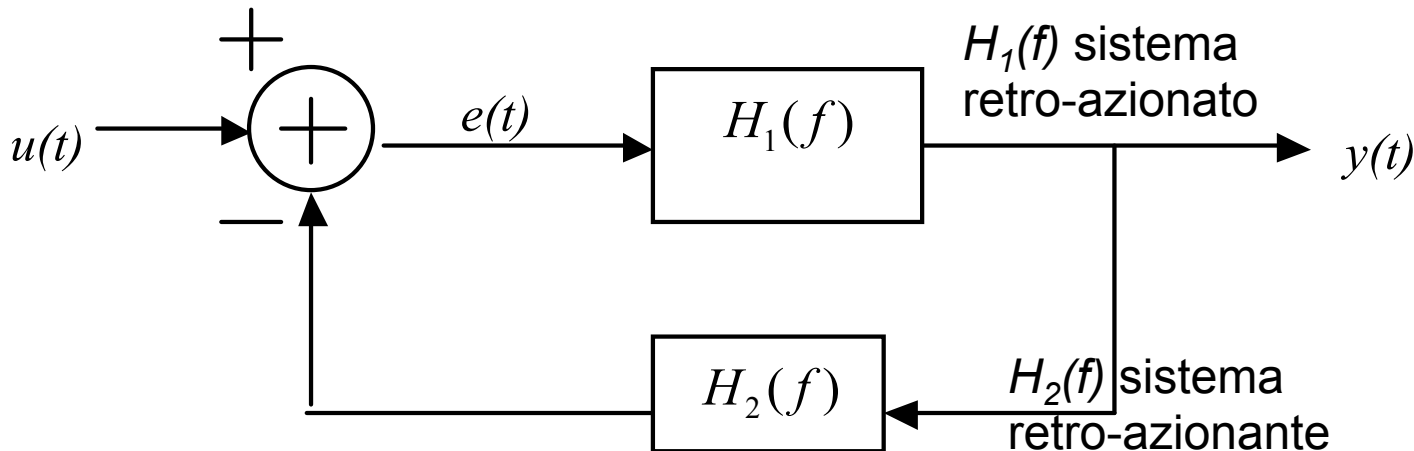 +
H₁(f) sistema
retro-azionato
u(t)
+
e(t)
H₁(f)
y(t)
−
H₂(f)
H₂(f) sistema
retro-azionante